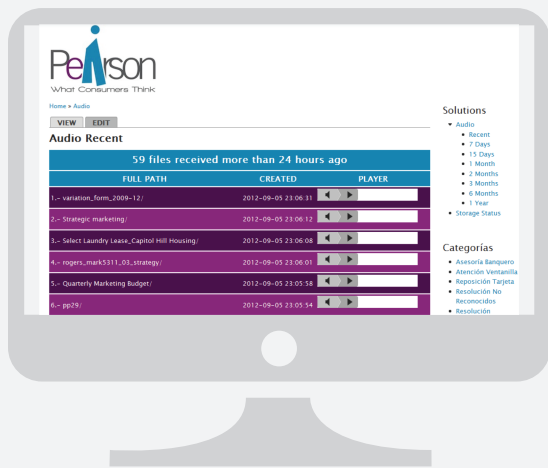 Pearson
What Consumers Think
Home » Audio
VIEW EDIT
Audio Recent
59 files received more than 24 hours ago
FULL PATH CREATED PLAYER
1.- variation_form_2009-12/ 2012-09-05 23:06:31
2.- Strategic marketing/ 2012-09-05 23:06:12
3.- Select Laundry Lease_Capitol Hill Housing/ 2012-09-05 23:06:08
4.- rogers_mark5311_03_strategy/ 2012-09-05 23:06:01
5.- Quarterly Marketing Budget/ 2012-09-05 23:05:58
6.- pp29/ 2012-09-05 23:05:54
Solutions
Audio
Recent
7 Days
15 Days
1 Month
2 Months
3 Months
6 Months
1 Year
Storage Status
Categorías
Asesoría Banquero
Atención Ventanilla
Reposición Tarjeta
Resolución No
Reconocidos
Resolución